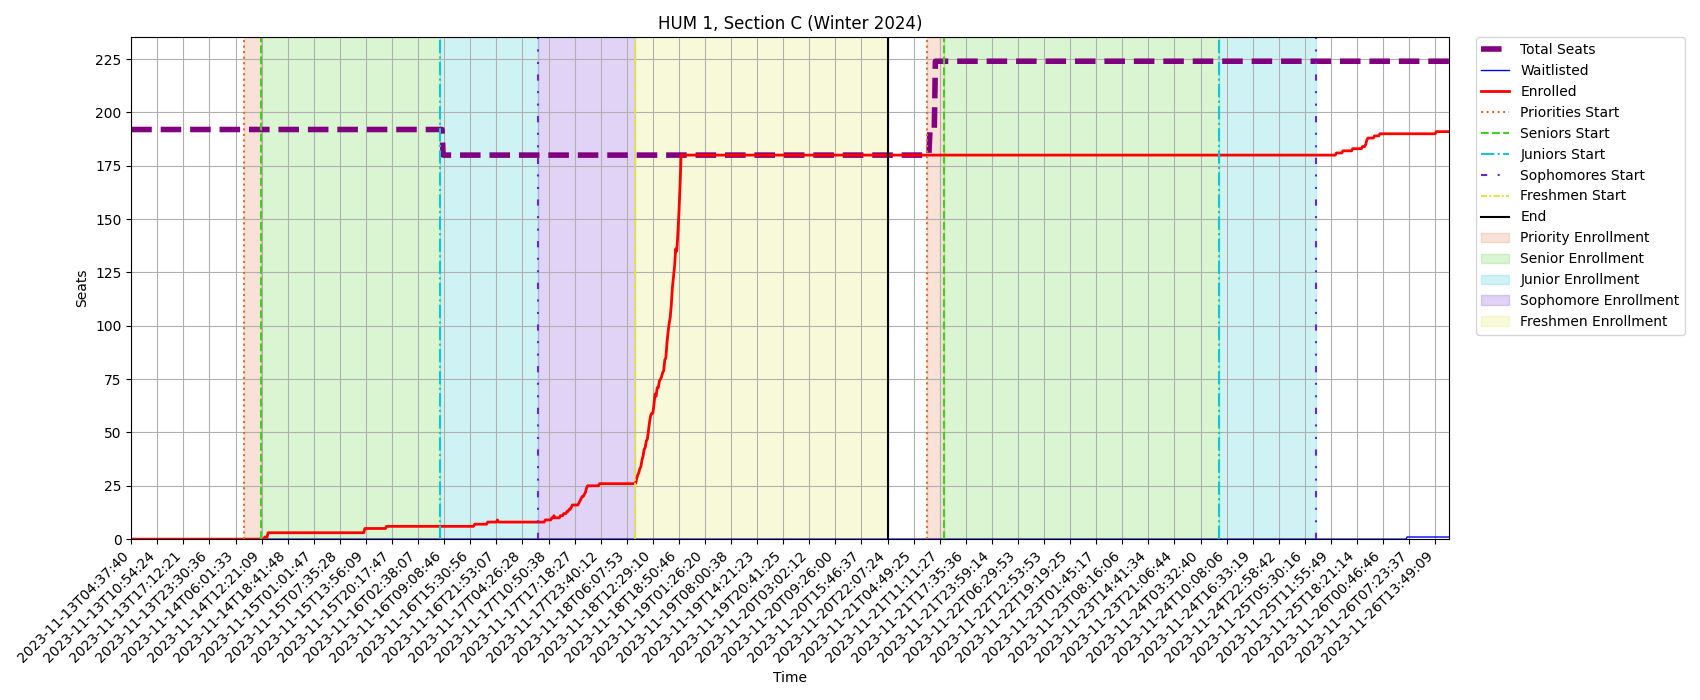 HUM 1, Section C (Winter 2024)
Seats
225
200
175
150
125
100
75
50
25
0
2023-11-13T04:37:40
2023-11-13T10:54:24
2023-11-13T17:12:21
2023-11-13T23:30:36
2023-11-14T06:01:33
2023-11-14T12:21:09
2023-11-14T18:41:48
2023-11-15T01:01:47
2023-11-15T07:35:28
2023-11-15T13:56:09
2023-11-15T20:17:47
2023-11-16T02:38:07
2023-11-16T09:08:46
2023-11-16T15:30:56
2023-11-16T21:53:07
2023-11-17T04:26:28
2023-11-17T10:50:38
2023-11-17T17:18:27
2023-11-17T23:40:12
2023-11-18T06:07:53
2023-11-18T12:29:10
2023-11-18T18:50:46
2023-11-19T01:26:20
2023-11-19T08:00:38
2023-11-19T14:21:23
2023-11-19T20:41:25
2023-11-20T03:02:12
2023-11-20T09:26:00
2023-11-20T15:46:37
2023-11-20T22:07:24
2023-11-21T04:49:25
2023-11-21T11:11:27
2023-11-21T17:35:36
2023-11-21T23:59:14
2023-11-22T06:29:53
2023-11-22T12:53:53
2023-11-22T19:19:25
2023-11-23T01:45:17
2023-11-23T08:16:06
2023-11-23T14:41:34
2023-11-23T21:06:44
2023-11-24T03:32:40
2023-11-24T10:08:06
2023-11-24T16:33:19
2023-11-24T22:58:42
2023-11-25T05:30:16
2023-11-25T11:55:49
2023-11-25T18:21:14
2023-11-26T00:46:46
2023-11-26T07:23:37
2023-11-26T13:49:09
Time
Total Seats
Waitlisted
Enrolled
Priorities Start
Seniors Start
Juniors Start
Sophomores Start
Freshmen Start
End
Priority Enrollment
Senior Enrollment
Junior Enrollment
Sophomore Enrollment
Freshmen Enrollment